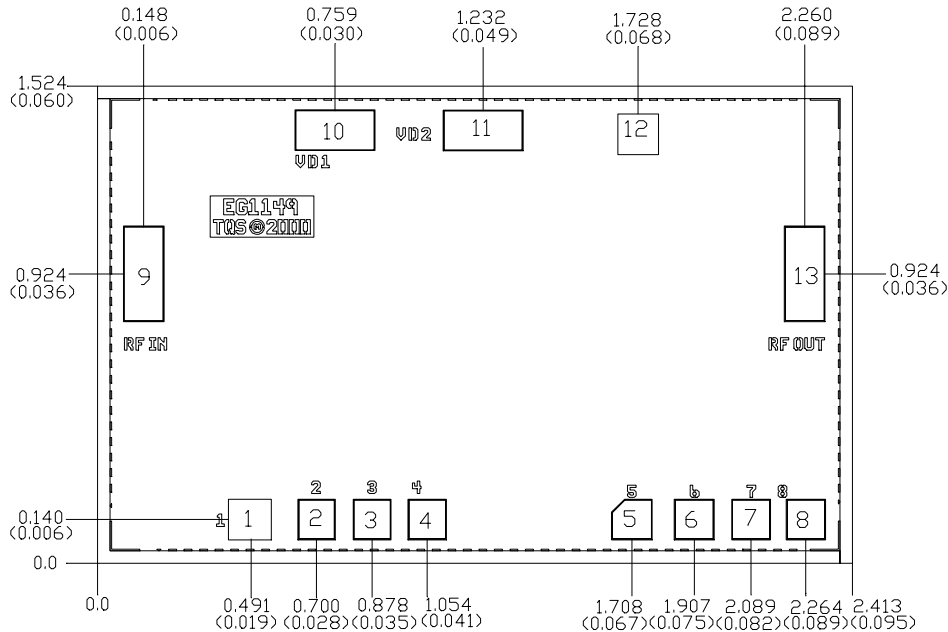 0.148 0.759 1.232 1.728 2.260
(0.006) (0.030) (0.049) (0.068) (0.089)
1.524
(0.060)
10 VD2 11 12
VD1
EG1149
TQS©2000
0.924 9 13 0.924
(0.036) (0.036)
RF IN RF OUT
2 3 4 5 6 7 8
0.140 1 1 2 3 4 5 6 7 8
(0.006)
0.0
0.0 0.491 0.700 0.878 1.054 1.708 1.907 2.089 2.264 2.413
(0.019) (0.028) (0.035) (0.041) (0.067) (0.075) (0.082) (0.089) (0.095)